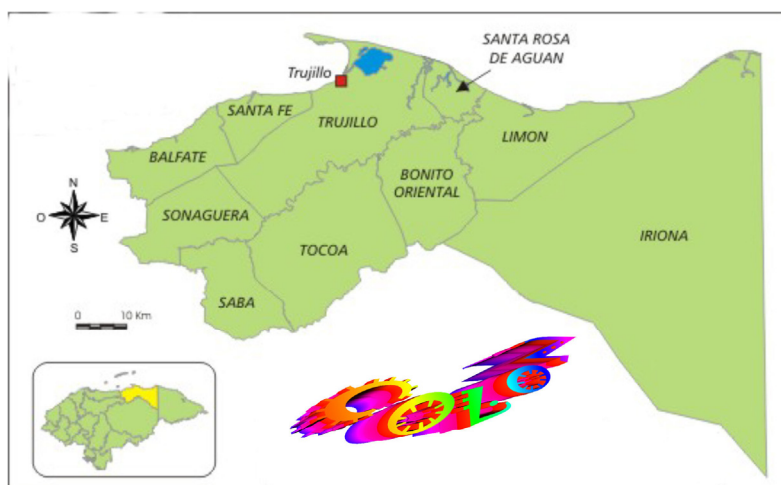 SANTA ROSA
DE AGUAN
Trujillo
SANTA FE
TRUJILLO
LIMON
BALFATE
BONITO
ORIENTAL
N
O E
S
SONAGUERA
TOCOA
IRIONA
SABA
0 10 Km